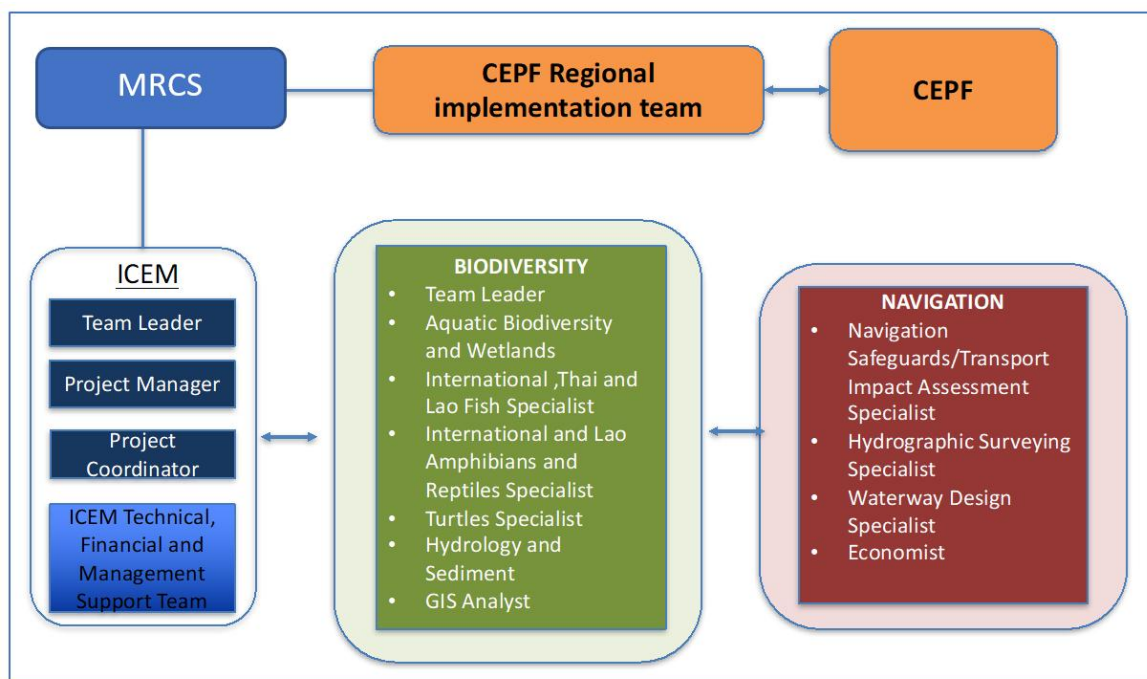 MRCS
CEPF Regional
implementation team
CEPF
ICEM
Team Leader
Project Manager
Project
Coordinator
ICEM Technical,
Financial and
Management
Support Team
BIODIVERSITY
• Team Leader
• Aquatic Biodiversity
and Wetlands
• International ,Thai and
Lao Fish Specialist
• International and Lao
Amphibians and
Reptiles Specialist
• Turtles Specialist
• Hydrology and
Sediment
• GIS Analyst
NAVIGATION
• Navigation
Safeguards/Transport
Impact Assessment
Specialist
• Hydrographic Surveying
Specialist
• Waterway Design
Specialist
• Economist